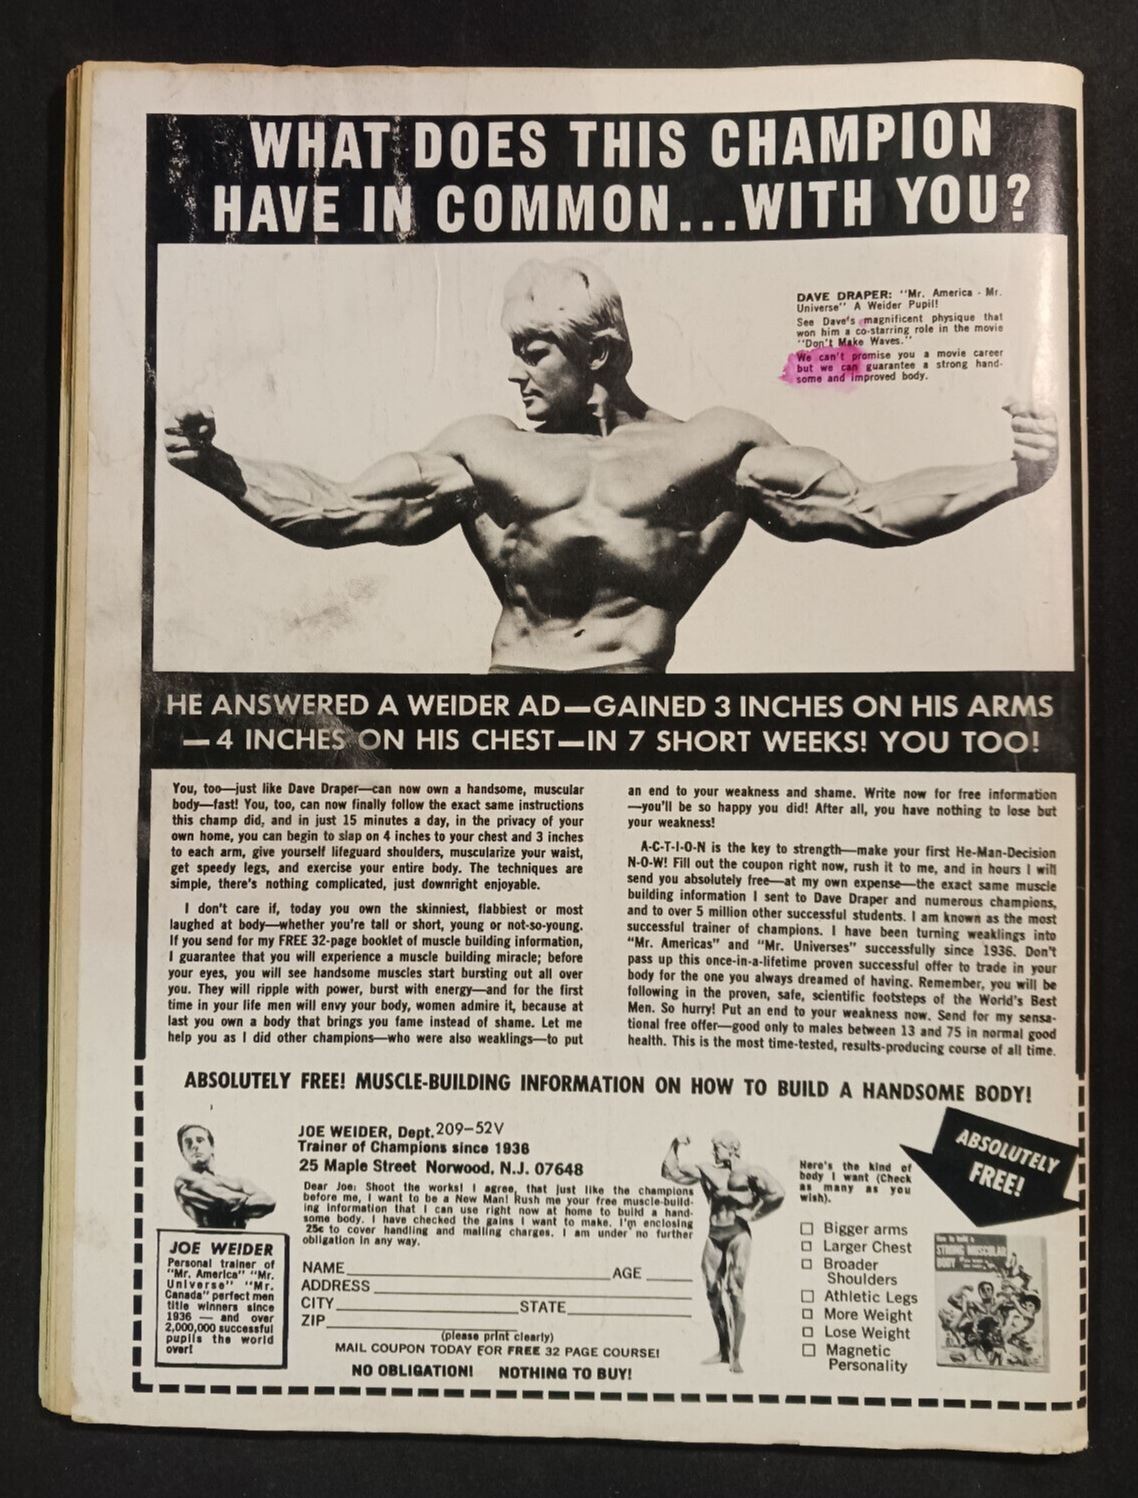 WHAT DOES THIS CHAMPION
HAVE IN COMMON...WITH YOU?
DAVE DRAPER: "Mr. America - Mr.
Universe" A Weider Pupil!
See Dave's magnificent physique that
won him a co-starring role in the movie
"Don't Make Waves."
We can't promise you a movie career
but we can guarantee a strong hand-
some and improved body.
HE ANSWERED A WEIDER AD—GAINED 3 INCHES ON HIS ARMS
—4 INCHES ON HIS CHEST—IN 7 SHORT WEEKS! YOU TOO!
You, too—just like Dave Draper—can now own a handsome, muscular
body—fast! You, too, can now finally follow the exact same instructions
this champ did, and in just 15 minutes a day, in the privacy of your
own home, you can begin to slap on 4 inches to your chest and 3 inches
to each arm, give yourself lifeguard shoulders, muscularize your waist,
get speedy legs, and exercise your entire body. The techniques are
simple, there's nothing complicated, just downright enjoyable.
I don't care if, today you own the skinniest, flabbiest or most
laughed at body—whether you're tall or short, young or not-so-young.
If you send for my FREE 32-page booklet of muscle building information,
I guarantee that you will experience a muscle building miracle; before
your eyes, you will see handsome muscles start bursting out all over
you. They will ripple with power, burst with energy—and for the first
time in your life men will envy your body, women admire it, because at
last you own a body that brings you fame instead of shame. Let me
help you as I did other champions—who were also weaklings—to put
an end to your weakness and shame. Write now for free information
—you'll be so happy you did! After all, you have nothing to lose but
your weakness!
A-C-T-I-O-N is the key to strength—make your first He-Man-Decision
N-O-W! Fill out the coupon right now, rush it to me, and in hours I will
send you absolutely free—at my own expense—the exact same muscle
building information I sent to Dave Draper and numerous champions,
and to over 5 million other successful students. I am known as the most
successful trainer of champions. I have been turning weaklings into
"Mr. Americas" and "Mr. Universes" successfully since 1936. Don't
pass up this once-in-a-lifetime proven successful offer to trade in your
body for the one you always dreamed of having. Remember, you will be
following in the proven, safe, scientific footsteps of the World's Best
Men. So hurry! Put an end to your weakness now. Send for my sensa-
tional free offer—good only to males between 13 and 75 in normal good
health. This is the most time-tested, results-producing course of all time.
ABSOLUTELY FREE! MUSCLE-BUILDING INFORMATION ON HOW TO BUILD A HANDSOME BODY!
JOE WEIDER
Personal trainer of
"Mr. America" "Mr.
Universe" "Mr.
Canada" perfect men
title winners since
1936 — and over
2,000,000 successful
pupils the world
over!
JOE WEIDER, Dept. 209-52V
Trainer of Champions since 1936
25 Maple Street Norwood, N.J. 07648
Dear Joe: Shoot the works! I agree, that just like the champions
before me, I want to be a New Man! Rush me your free muscle-build-
ing Information that I can use right now at home to build a hand-
some body. I have checked the gains I want to make. I'm enclosing
25c to cover handling and mailing charges. I am under no further
obligation in any way.
NAME AGE
ADDRESS
CITY STATE
ZIP
(please print clearly)
MAIL COUPON TODAY FOR FREE 32 PAGE COURSE!
NO OBLIGATION! NOTHING TO BUY!
Here's the kind of
body I want (Check
as many as you
wish).
Bigger arms
Larger Chest
Broader
Shoulders
Athletic Legs
More Weight
Lose Weight
Magnetic
Personality
ABSOLUTELY
FREE!
How to build a
STRONG MUSCULAR
BODY